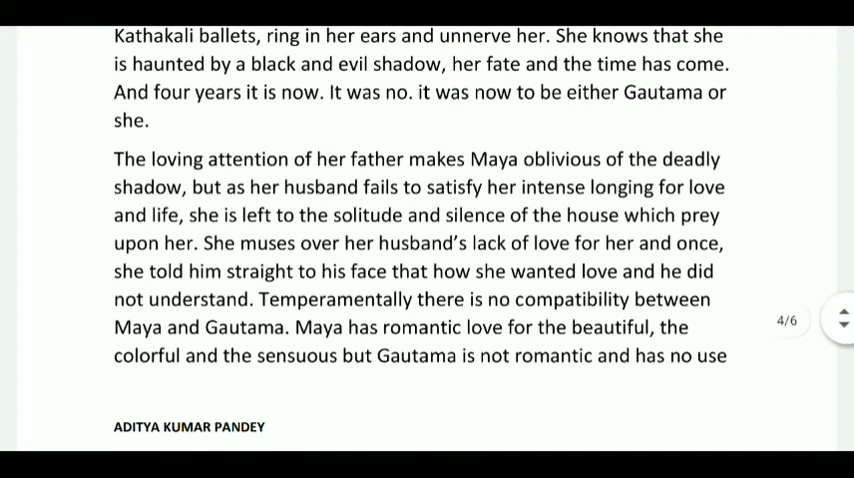 Kathakali ballets, ring in her ears and unnerve her. She knows that she
is haunted by a black and evil shadow, her fate and the time has come.
And four years it is now. It was no. it was now to be either Gautama or
she.
The loving attention of her father makes Maya oblivious of the deadly
shadow, but as her husband fails to satisfy her intense longing for love
and life, she is left to the solitude and silence of the house which prey
upon her. She muses over her husband's lack of love for her and once,
she told him straight to his face that how she wanted love and he did
not understand. Temperamentally there is no compatibility between
Maya and Gautama. Maya has romantic love for the beautiful, the
colorful and the sensuous but Gautama is not romantic and has no use
4/6
ADITYA KUMAR PANDEY